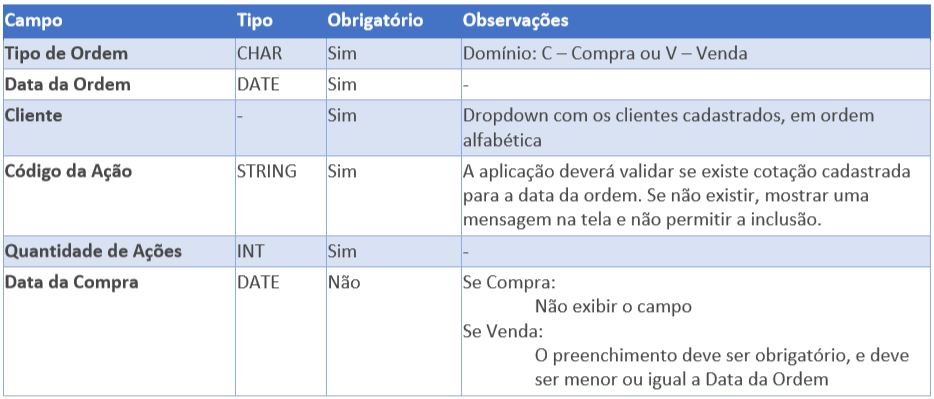 Campo Tipo Obrigatório Observações
Tipo de Ordem CHAR Sim Domínio: C – Compra ou V – Venda
Data da Ordem DATE Sim -
Cliente - Sim Dropdown com os clientes cadastrados, em ordem
alfabética
Código da Ação STRING Sim A aplicação deverá validar se existe cotação cadastrada
para a data da ordem. Se não existir, mostrar uma
mensagem na tela e não permitir a inclusão.
Quantidade de Ações INT Sim -
Data da Compra DATE Não Se Compra:
Não exibir o campo
Se Venda:
O preenchimento deve ser obrigatório, e deve
ser menor ou igual a Data da Ordem